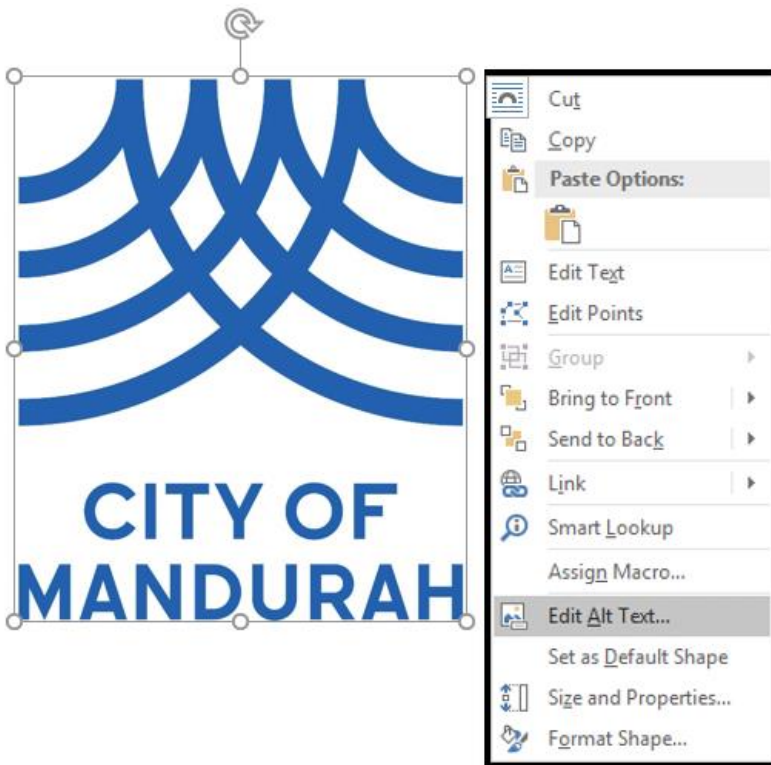 CITY OF
MANDURAH
Cut
Copy
Paste Options:
Edit Text
Edit Points
Group
Bring to Front
Send to Back
Link
Smart Lookup
Assign Macro...
Edit Alt Text...
Set as Default Shape
Size and Properties...
Format Shape...